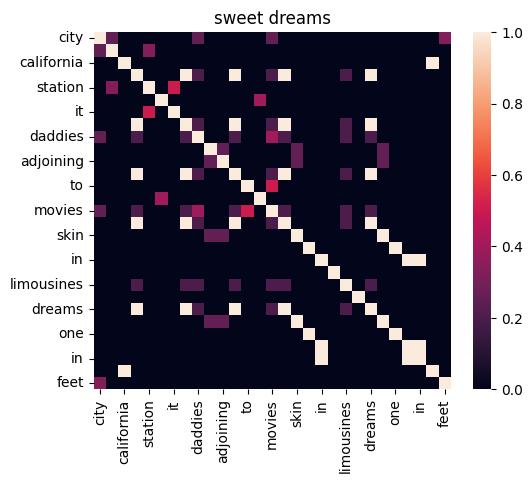 sweet dreams
city
california
station
it
daddies
adjoining
to
movies
skin
in
limousines
dreams
one
in
feet
1.0
0.8
0.6
0.4
0.2
0.0
city
california
station
it
daddies
adjoining
to
movies
skin
in
limousines
dreams
one
in
feet